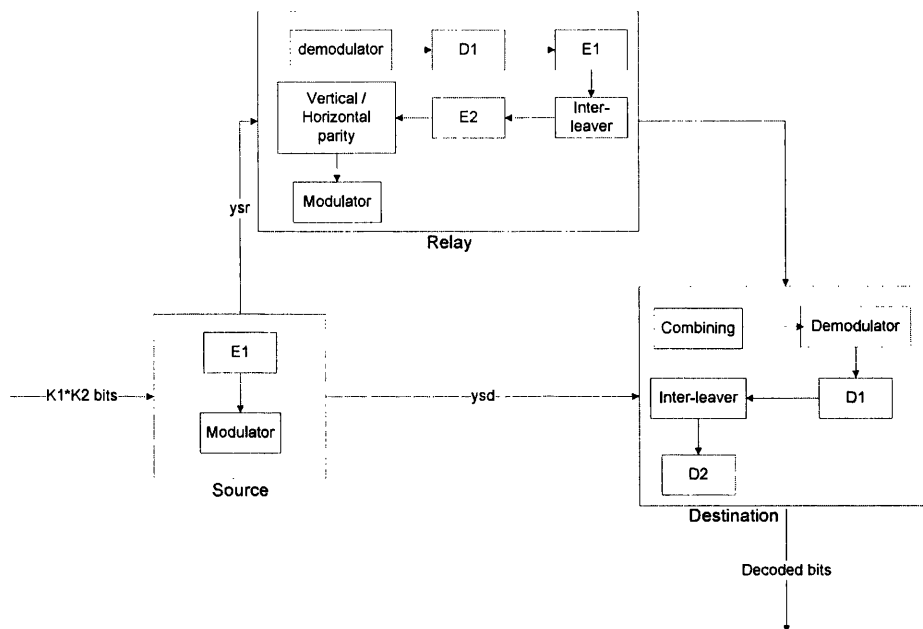 demodulator
D1
E1
Vertical /
Horizontal
parity
E2
Inter-
leaver
Modulator
Relay
ysr
K1*K2 bits
E1
Modulator
Source
ysd
Combining
Demodulator
Inter-leaver
D1
D2
Destination
Decoded bits